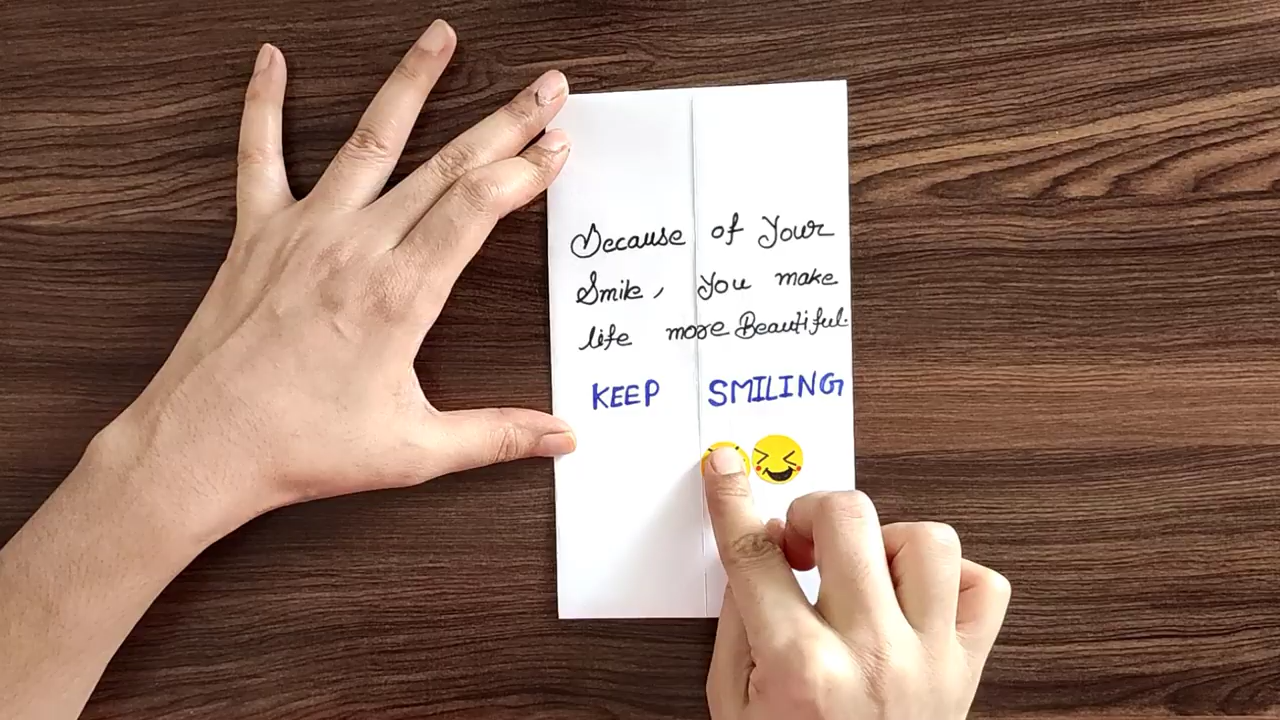 Because of Your
Smile, You make
life more Beautiful.
KEEP SMILING